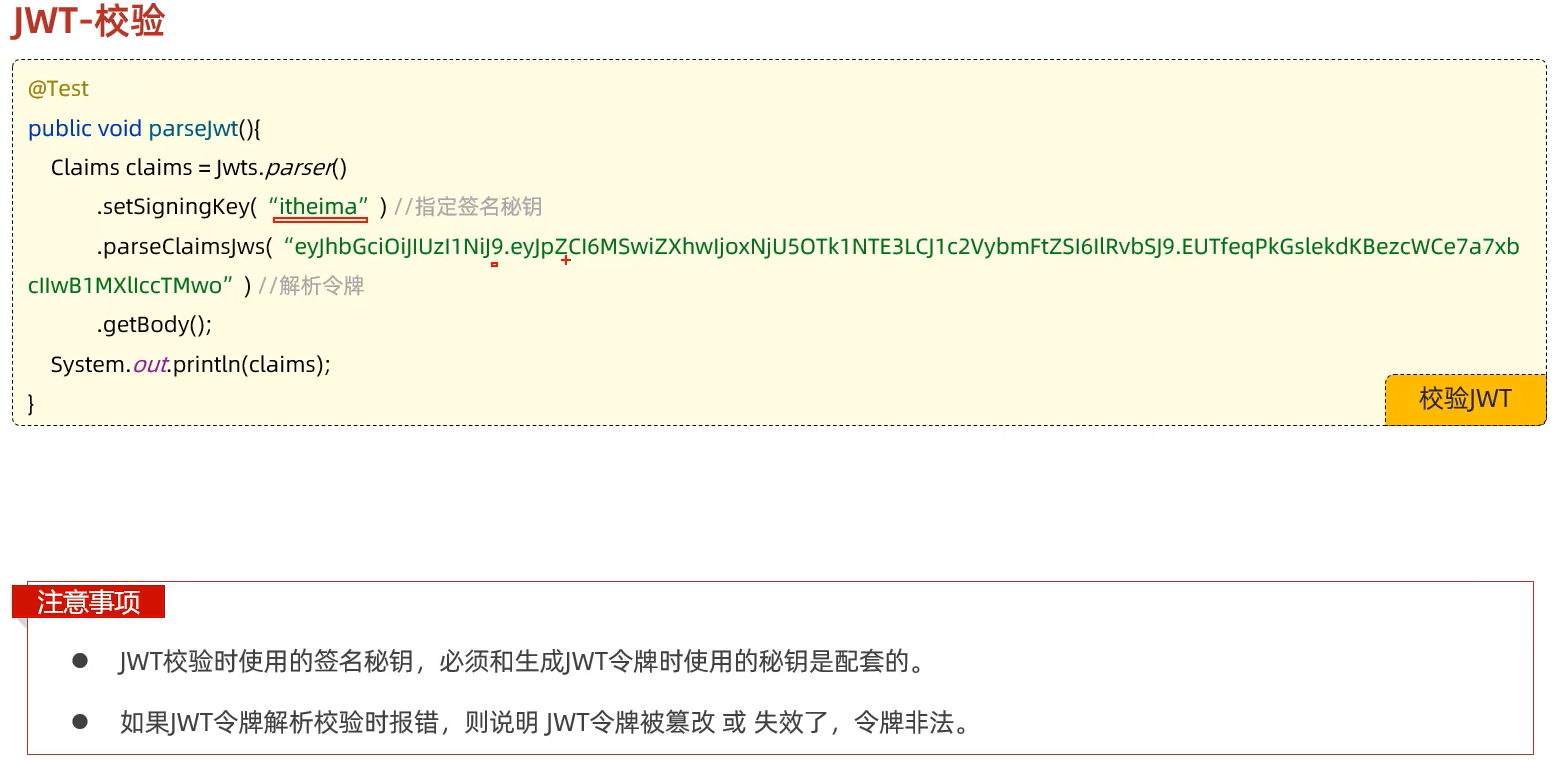 JWT-校验
@Test
public void parseJwt(){
Claims claims = Jwts.parser()
.setSigningKey( “itheima” ) //指定签名秘钥
.parseClaimsJws( “eyJhbGciOiJIUzI1NiJ9.eyJpZCI6MSwiZXhwIjoxNjU5OTk1NTE3LCJ1c2VybmFtZSI6IlRvbSJ9.EUTfeqPkGslekdKBezcWCe7a7xb
cIIwB1MXlIccTMwo” ) //解析令牌
.getBody();
System.out.println(claims);
}
校验JWT
注意事项
● JWT校验时使用的签名秘钥，必须和生成JWT令牌时使用的秘钥是配套的。
● 如果JWT令牌解析校验时报错，则说明 JWT令牌被篡改 或 失效了，令牌非法。